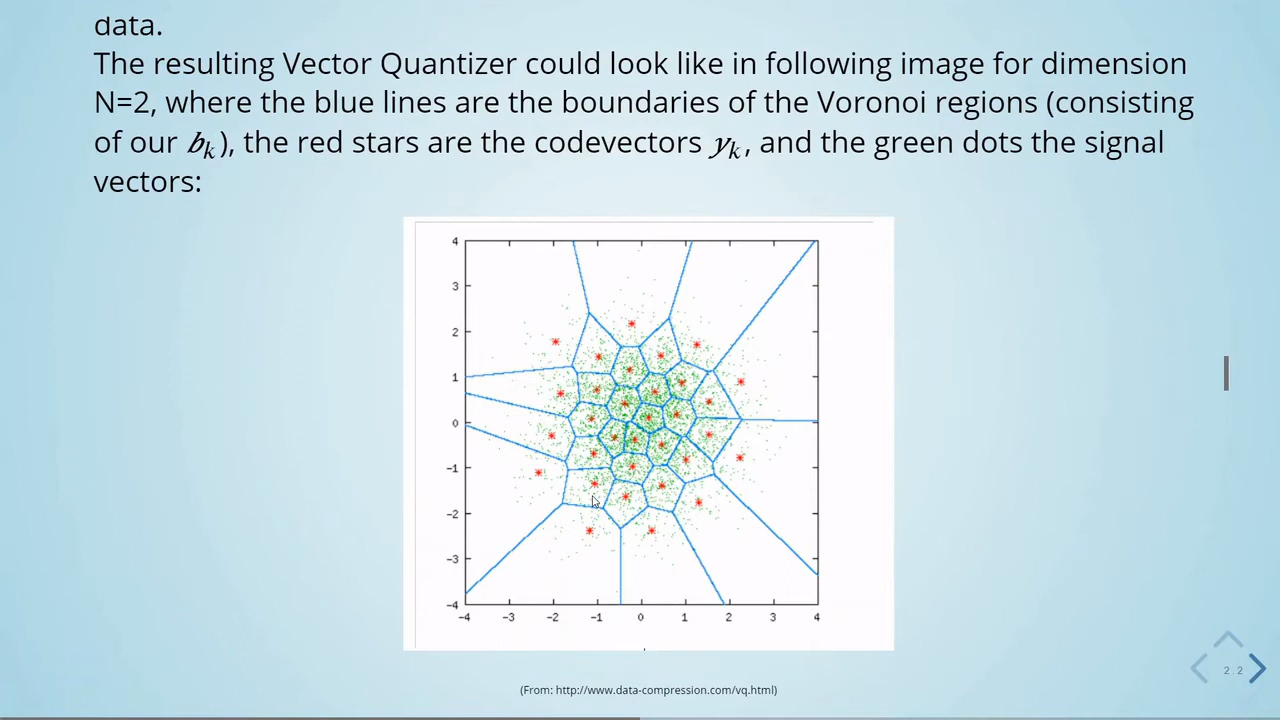 data.
The resulting Vector Quantizer could look like in following image for dimension
N=2, where the blue lines are the boundaries of the Voronoi regions (consisting
of our 𝑏ₖ), the red stars are the codevectors 𝑦ₖ, and the green dots the signal
vectors:
4
3
2
1
0
-1
-2
-3
-4
-4 -3 -2 -1 0 1 2 3 4
(From: http://www.data-compression.com/vq.html)
2.2